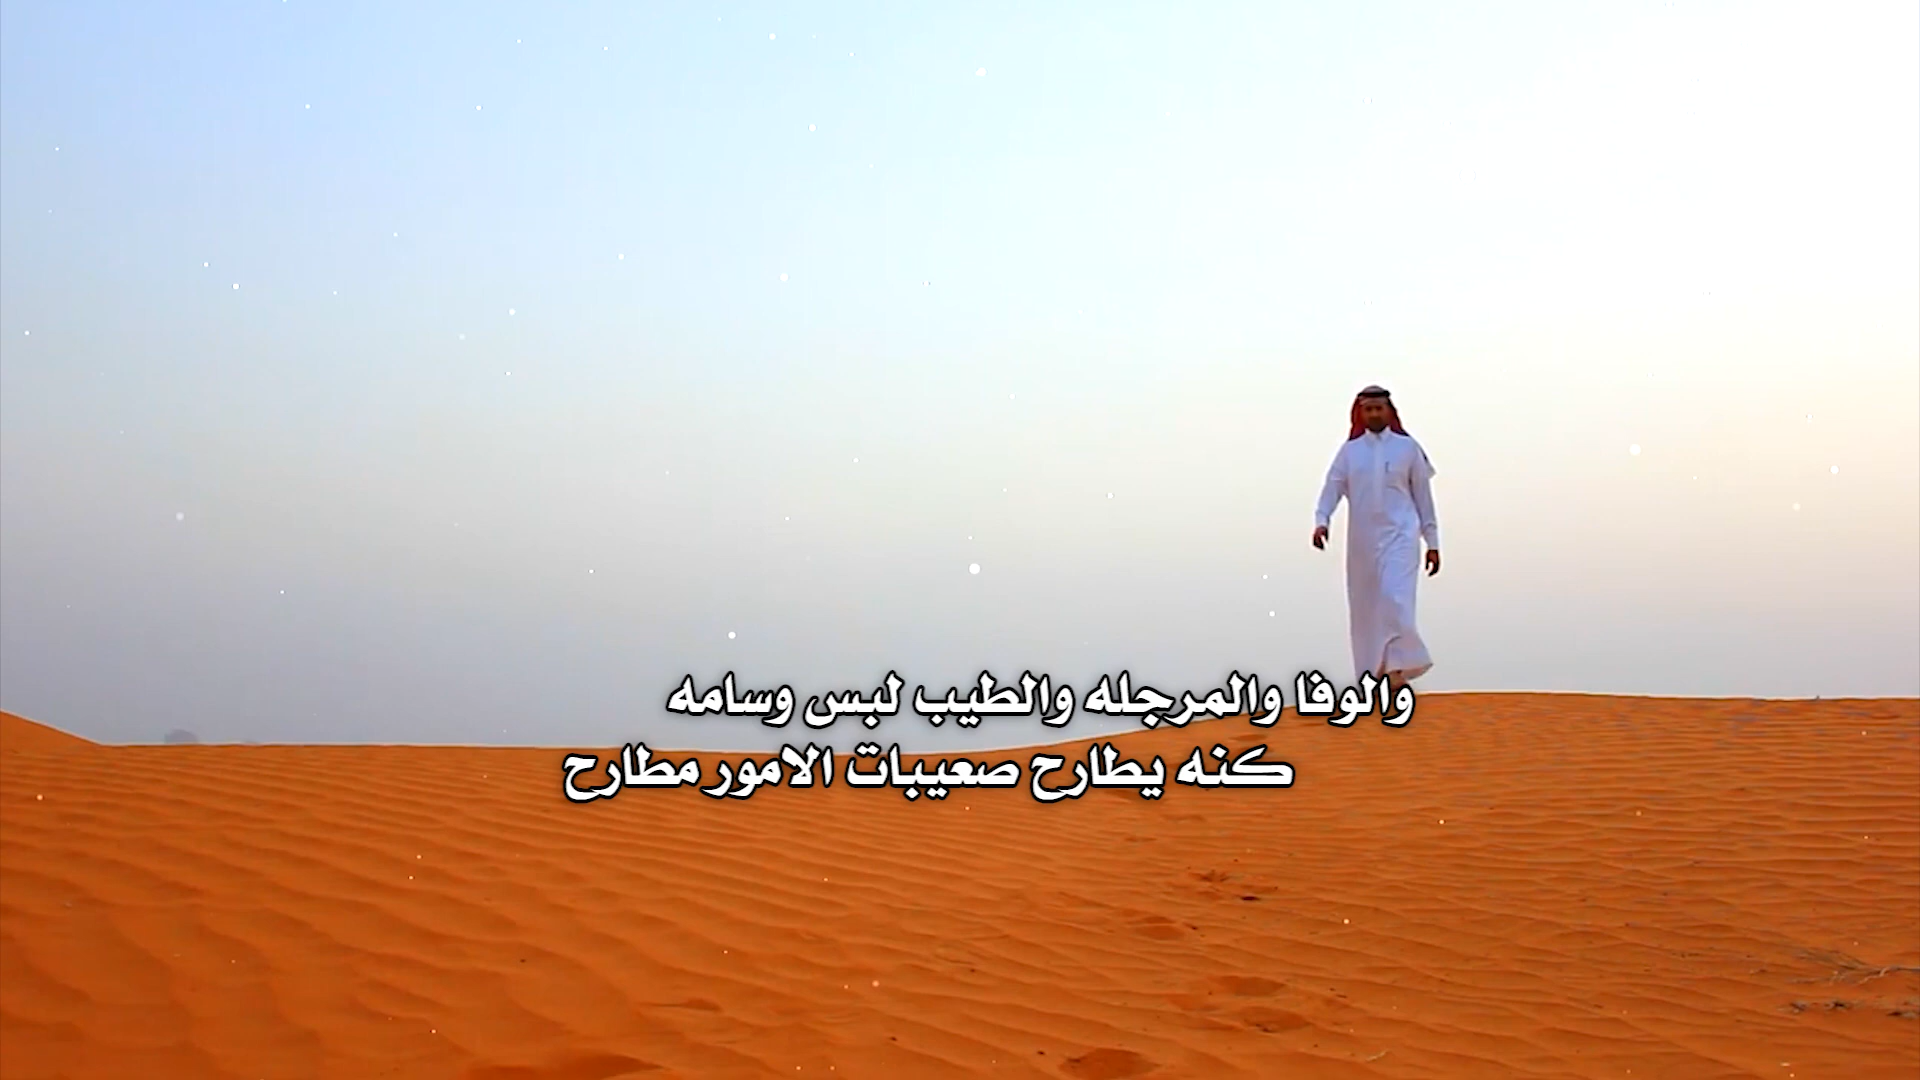 والوفا والمرجله والطيب لبس وسامه
كنه يطارح صعيبات الامور مطارح